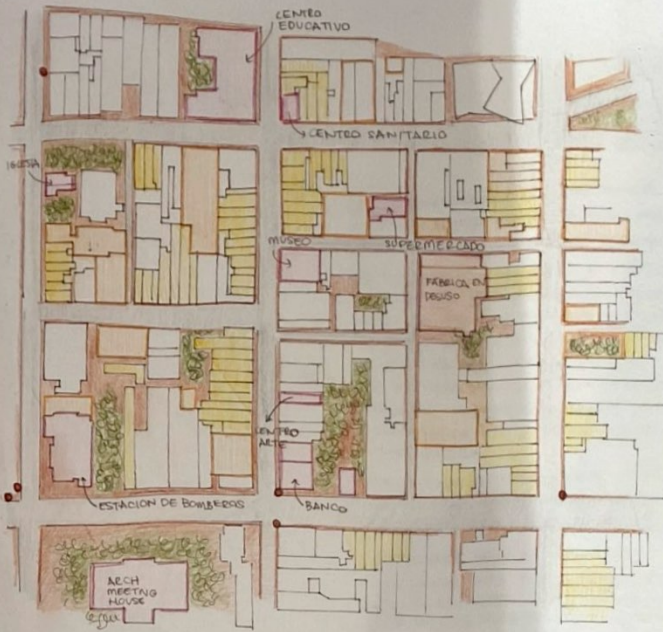 CENTRO
EDUCATIVO
CENTRO SANITARIO
IGLESIA
MUSEO
SUPERMERCADO
FABRICA EN
DESUSO
CENTRO
ARTE
ESTACION DE BOMBEROS
BANCO
ARCH
MEETING
HOUSE